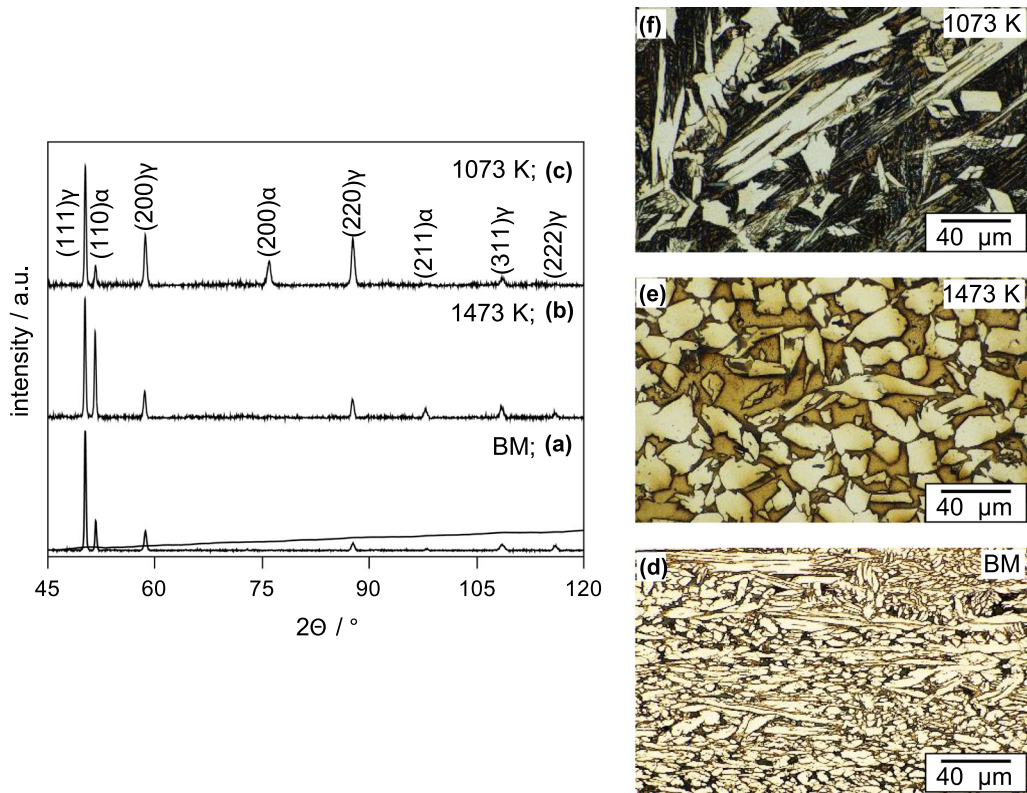 1073 K; (c)
(111)γ
(110)α
(200)γ
(200)α
(220)γ
(211)α
(311)γ
(222)γ
1473 K; (b)
BM; (a)
intensity / a.u.
45 60 75 90 105 120
2Θ / °
(f) 1073 K
40 µm
(e) 1473 K
40 µm
(d) BM
40 µm